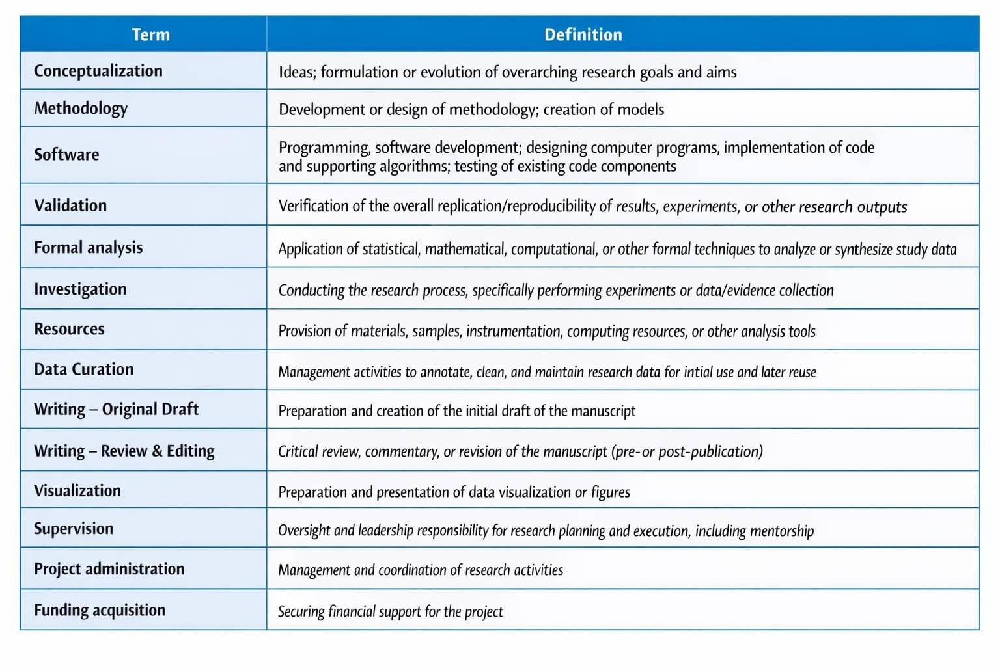 Term
Definition
Conceptualization
Ideas; formulation or evolution of overarching research goals and aims
Methodology
Development or design of methodology; creation of models
Software
Programming, software development; designing computer programs, implementation of code
and supporting algorithms; testing of existing code components
Validation
Verification of the overall replication/reproducibility of results, experiments, or other research outputs
Formal analysis
Application of statistical, mathematical, computational, or other formal techniques to analyze or synthesize study data
Investigation
Conducting the research process, specifically performing experiments or data/evidence collection
Resources
Provision of materials, samples, instrumentation, computing resources, or other analysis tools
Data Curation
Management activities to annotate, clean, and maintain research data for intial use and later reuse
Writing – Original Draft
Preparation and creation of the initial draft of the manuscript
Writing – Review & Editing
Critical review, commentary, or revision of the manuscript (pre-or post-publication)
Visualization
Preparation and presentation of data visualization or figures
Supervision
Oversight and leadership responsibility for research planning and execution, including mentorship
Project administration
Management and coordination of research activities
Funding acquisition
Securing financial support for the project